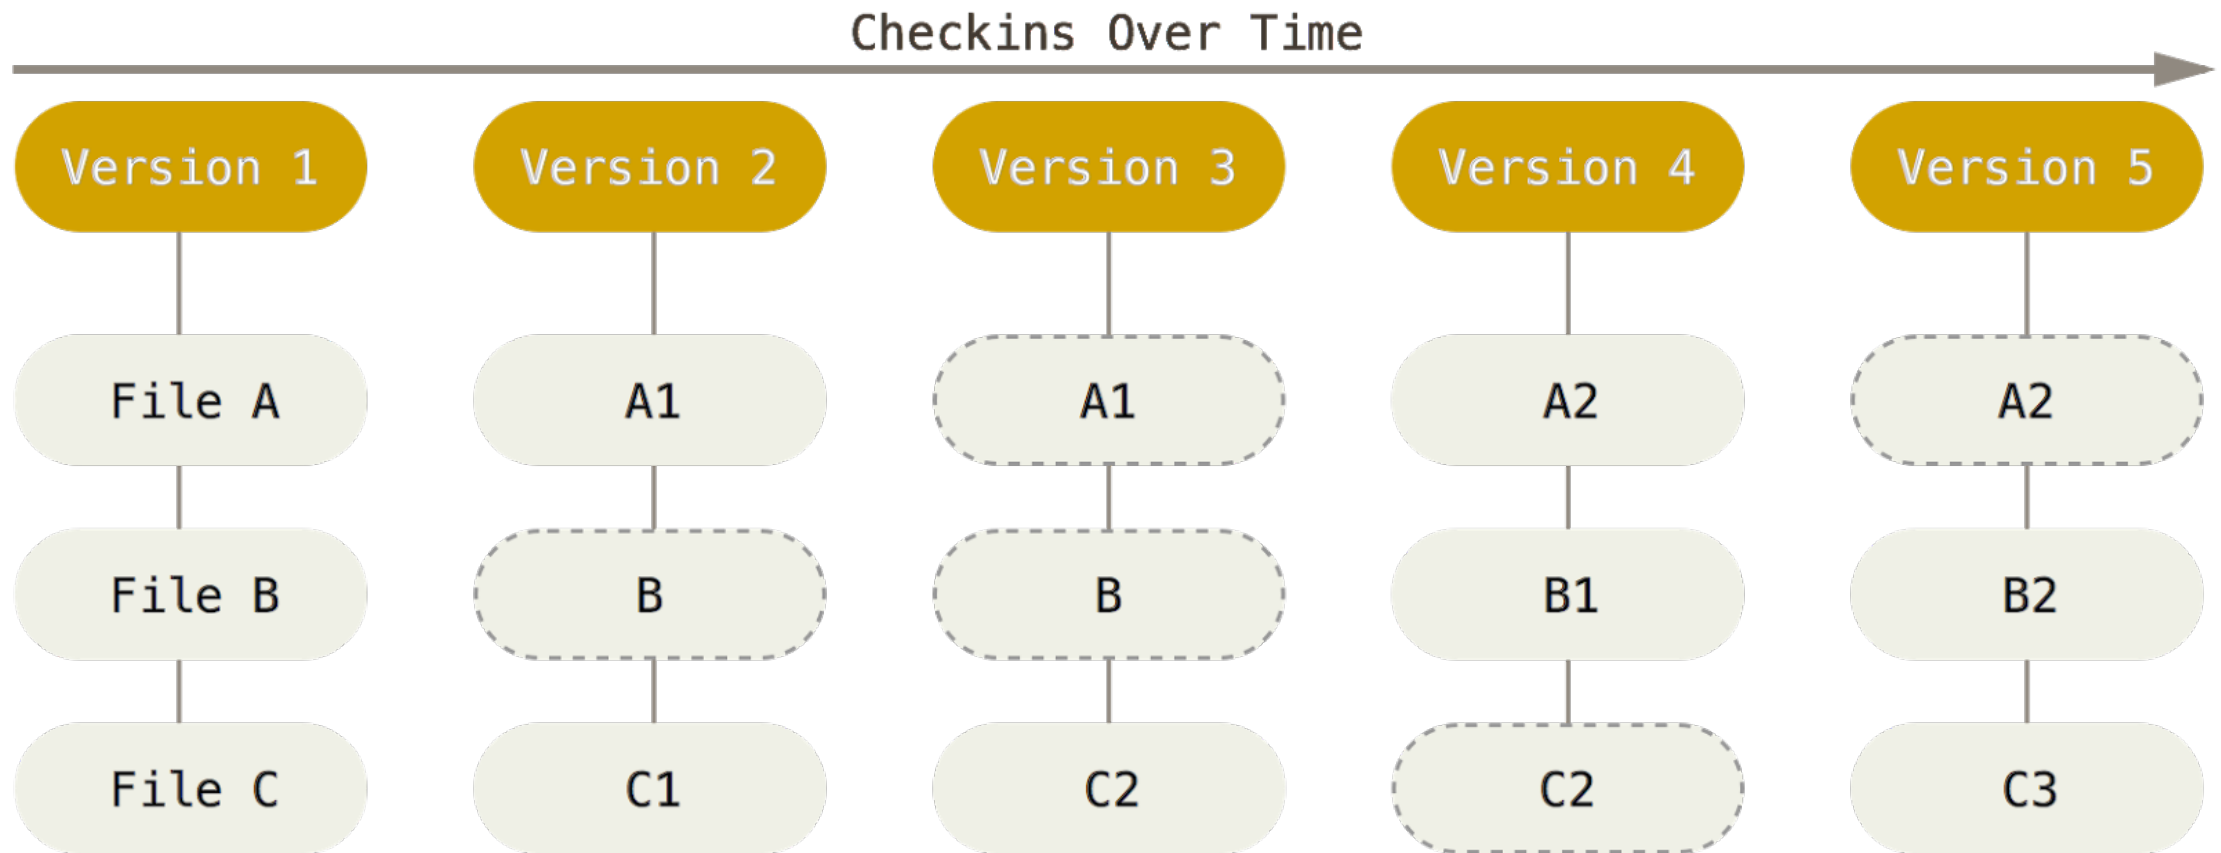 Checkins Over Time
Version 1 Version 2 Version 3 Version 4 Version 5
File A A1 A1 A2 A2
File B B B B1 B2
File C C1 C2 C2 C3